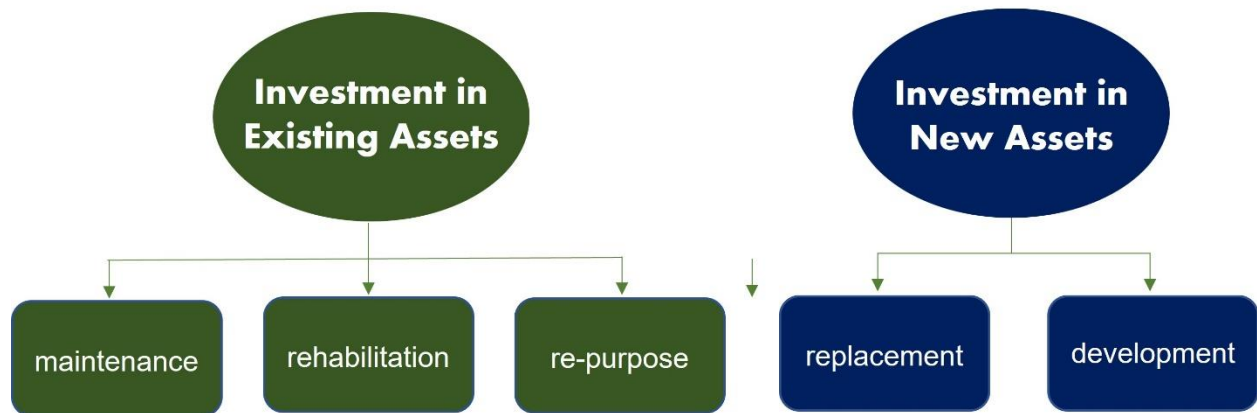 Investment in
Existing Assets
Investment in
New Assets
maintenance
rehabilitation
re-purpose
replacement
development